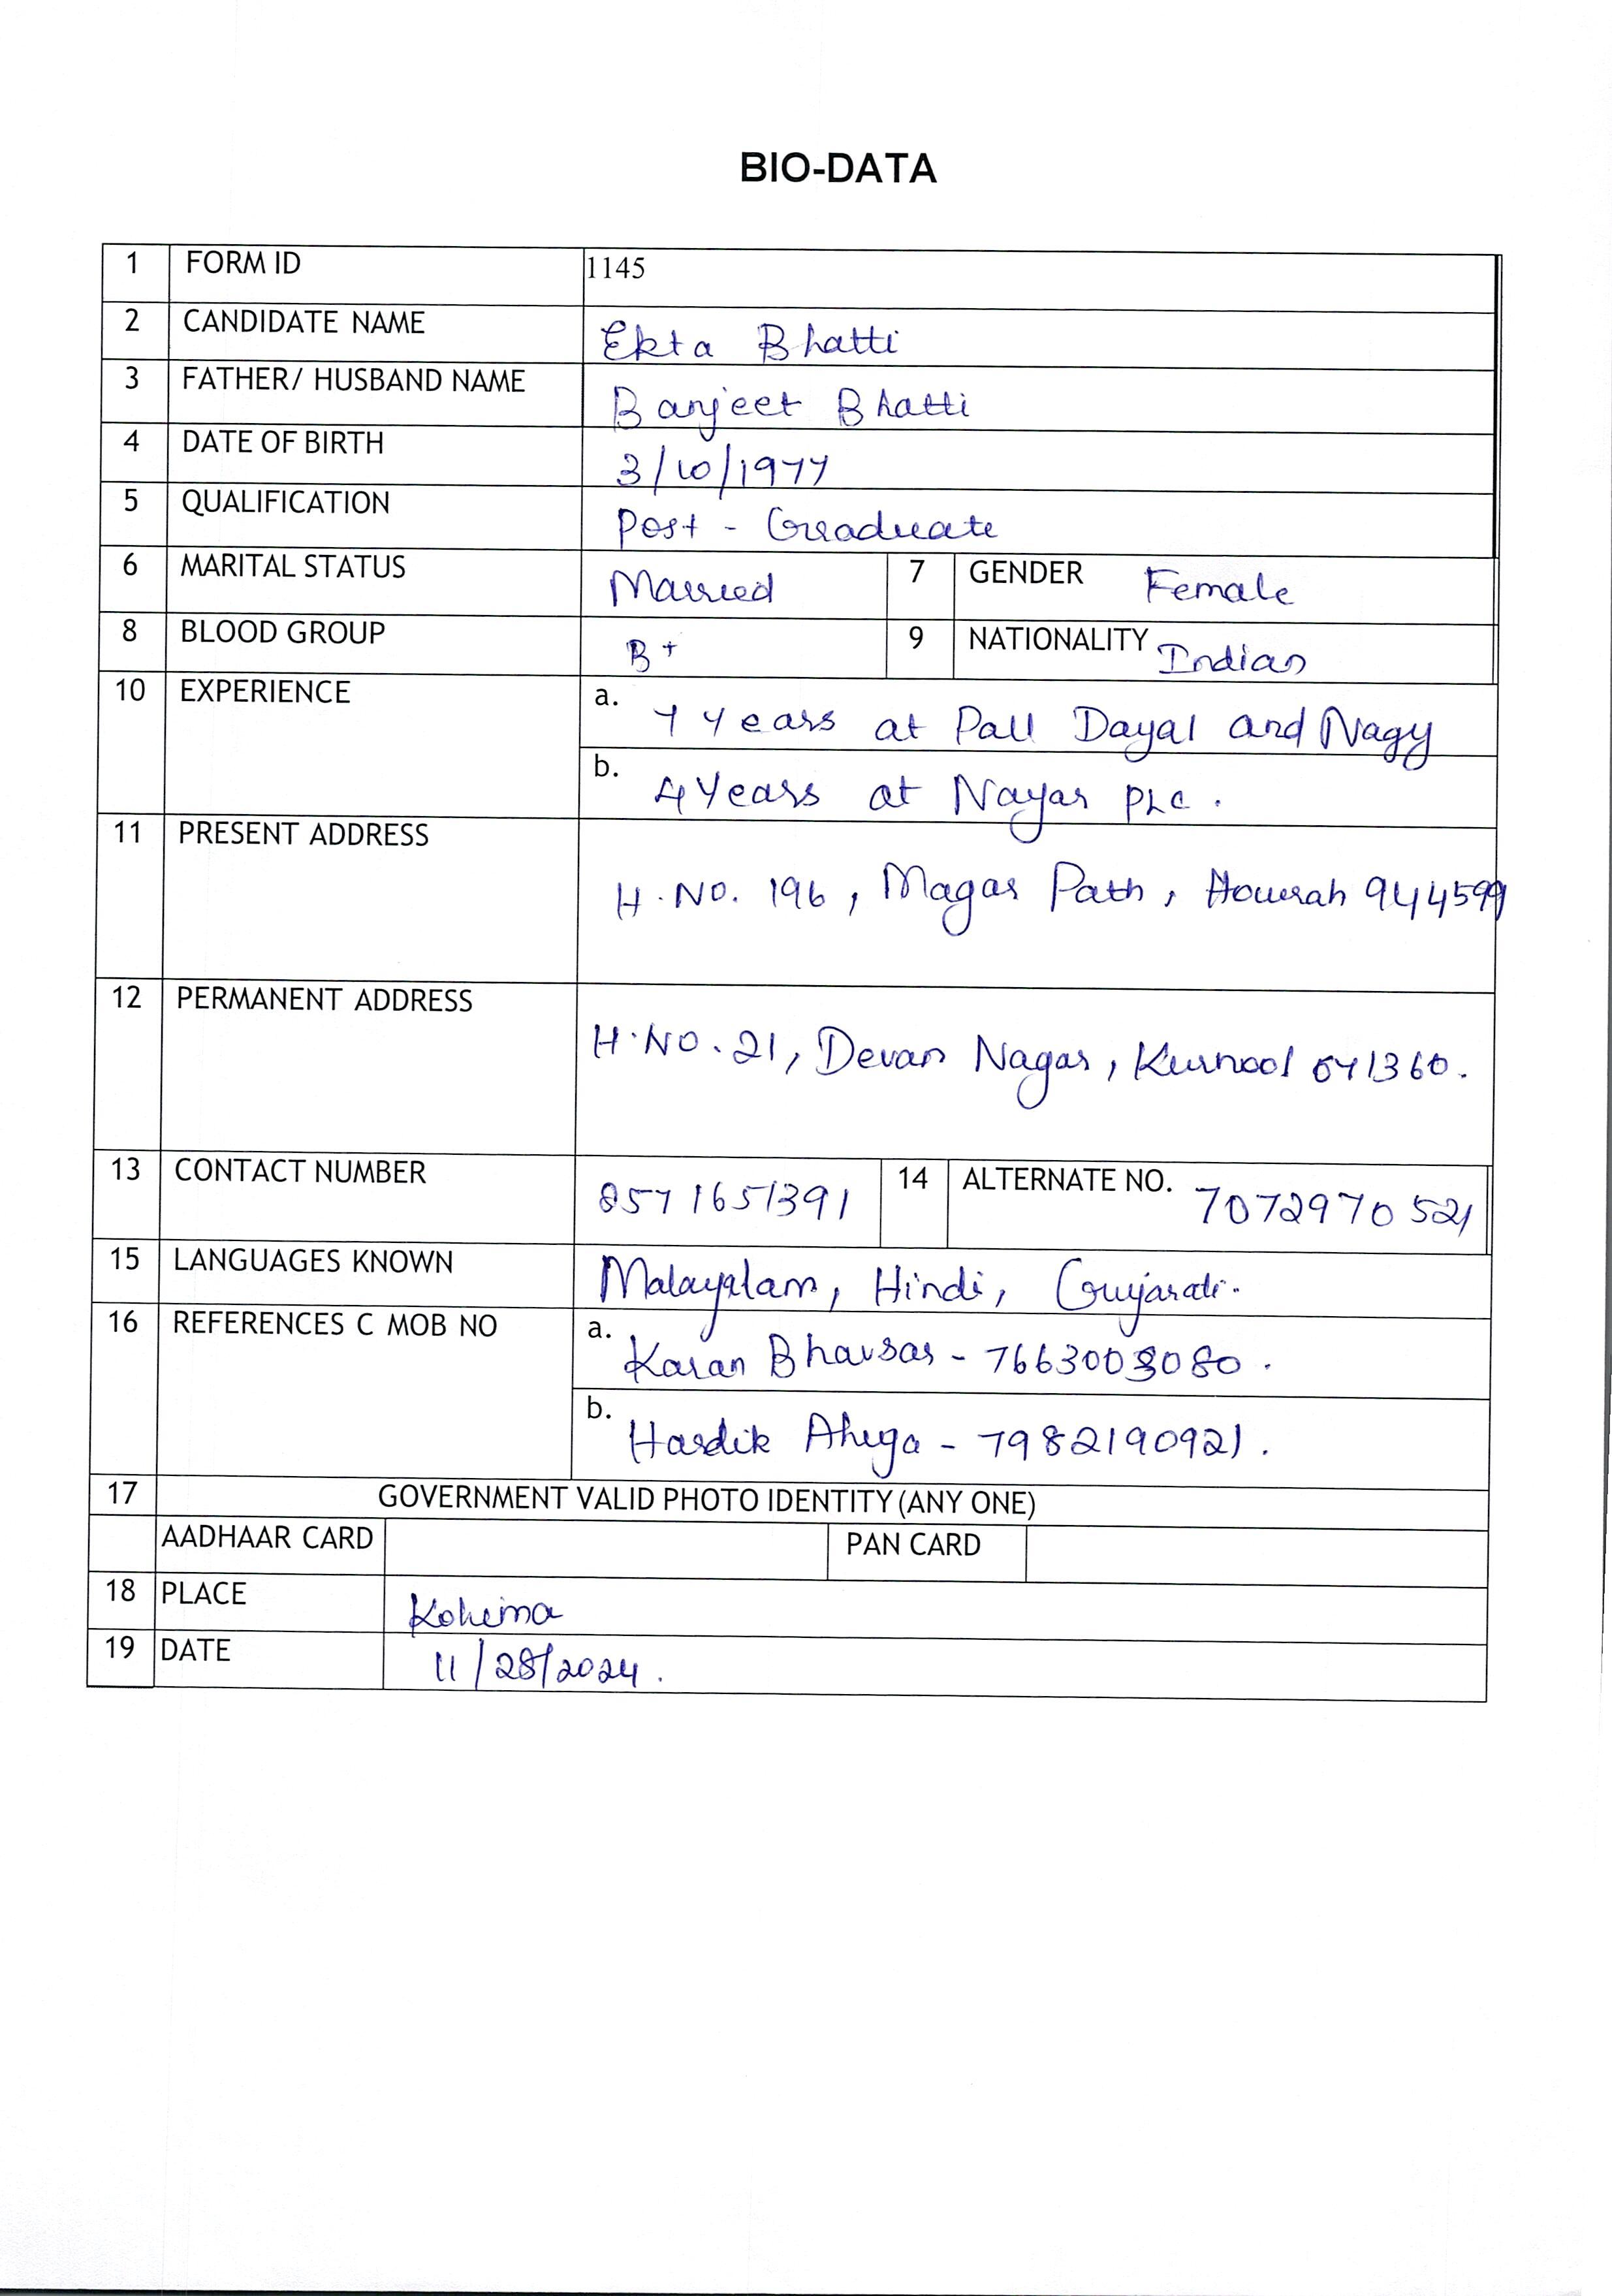 BIO-DATA
1 FORM ID 1145
2 CANDIDATE NAME Ekta Bhatti
3 FATHER/ HUSBAND NAME Banjeet Bhatti
4 DATE OF BIRTH 3/10/1977
5 QUALIFICATION Post - Graduate
6 MARITAL STATUS Married 7 GENDER Female
8 BLOOD GROUP B+ 9 NATIONALITY Indian
10 EXPERIENCE a. 7 Years at Pall Dayal and Nagy
b. 4 Years at Nayar PLC.
11 PRESENT ADDRESS H.NO. 196, Magar Path, Howrah 944599
12 PERMANENT ADDRESS H.NO. 21, Devan Nagar, Kurnool 071360.
13 CONTACT NUMBER 8571651391 14 ALTERNATE NO. 7072970521
15 LANGUAGES KNOWN Malayalam, Hindi, Gujarati.
16 REFERENCES C MOB NO a. Karan Bhavsar - 7663003080.
b. Hardik Ahuja - 7982190921.
17 GOVERNMENT VALID PHOTO IDENTITY (ANY ONE)
AADHAAR CARD PAN CARD
18 PLACE Kohima
19 DATE 11/28/2024.